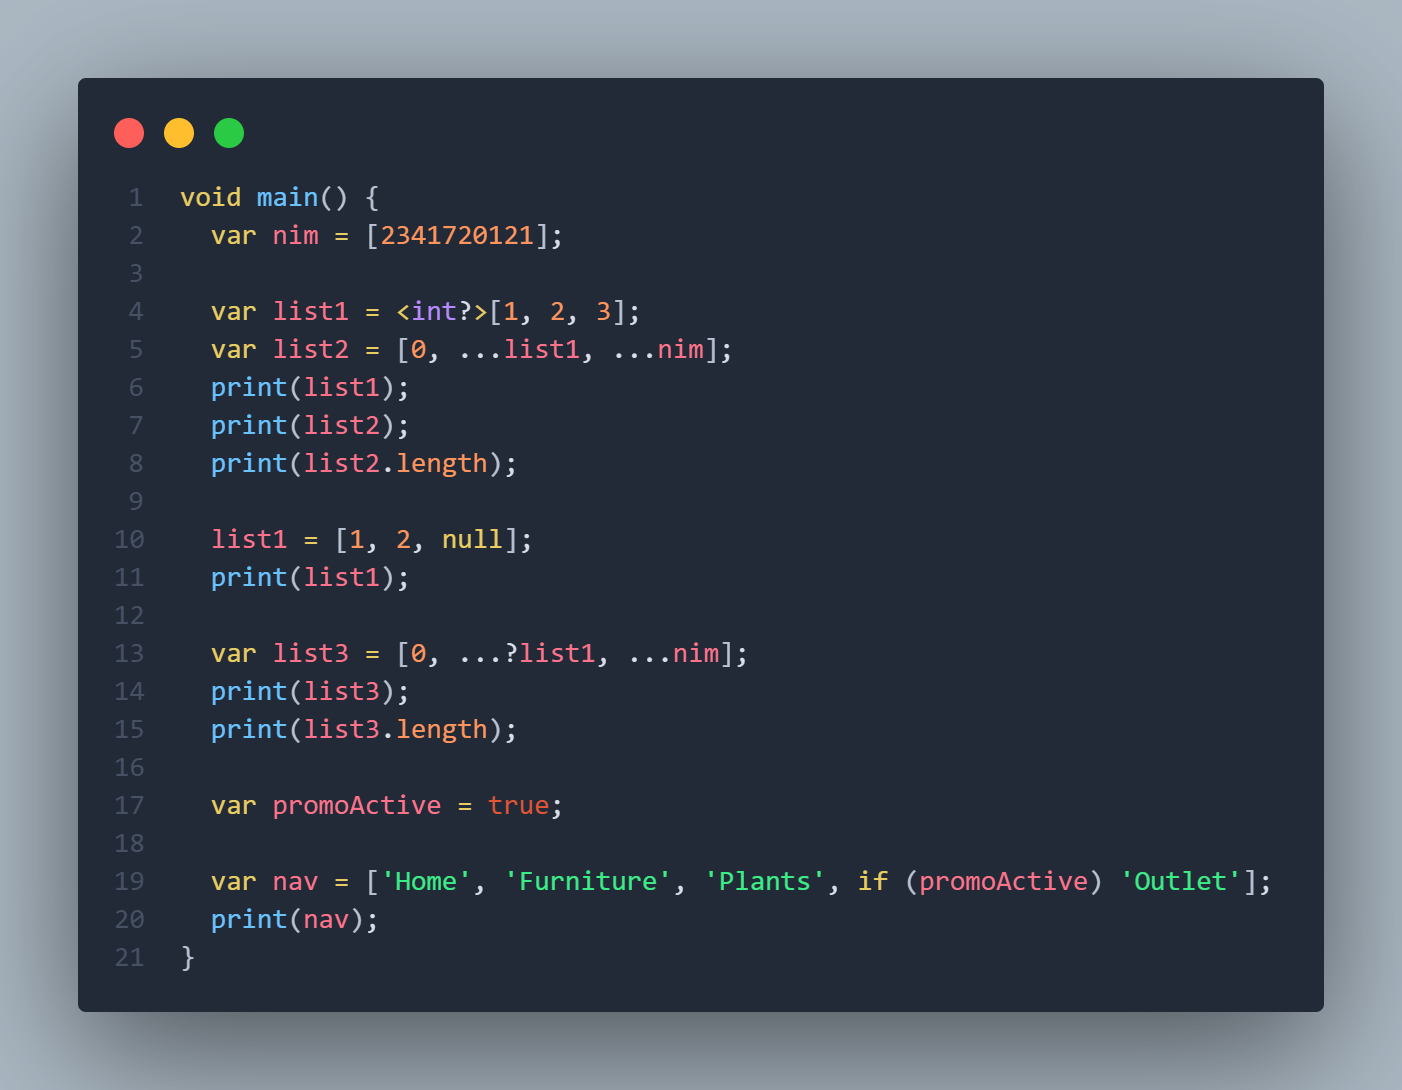 1 void main() {
2   var nim = [2341720121];
3
4   var list1 = <int?>[1, 2, 3];
5   var list2 = [0, ...list1, ...nim];
6   print(list1);
7   print(list2);
8   print(list2.length);
9
10   list1 = [1, 2, null];
11   print(list1);
12
13   var list3 = [0, ...?list1, ...nim];
14   print(list3);
15   print(list3.length);
16
17   var promoActive = true;
18
19   var nav = ['Home', 'Furniture', 'Plants', if (promoActive) 'Outlet'];
20   print(nav);
21 }